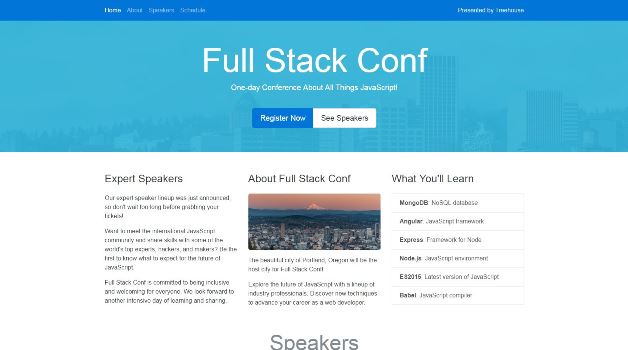 Home About Speakers Schedule Presented by Treehouse
Full Stack Conf
One-day Conference About All Things JavaScript!
Register Now See Speakers
Expert Speakers
Our expert speaker lineup was just announced
so don't wait too long before grabbing your
tickets!
Want to meet the international JavaScript
community and share skills with some of the
world's top experts, hackers, and makers? Be the
first to know what to expect for the future of
JavaScript.
Full Stack Conf is committed to being inclusive
and welcoming for everyone. We look forward to
another intensive day of learning and sharing.
About Full Stack Conf
The beautiful city of Portland, Oregon will be the
host city for Full Stack Conf!
Explore the future of JavaScript with a lineup of
industry professionals. Discover new techniques
to advance your career as a web developer.
What You'll Learn
MongoDB: NoSQL database
Angular: JavaScript framework
Express: Framework for Node
Node.js: JavaScript environment
ES2015: Latest version of JavaScript
Babel: JavaScript compiler
Speakers